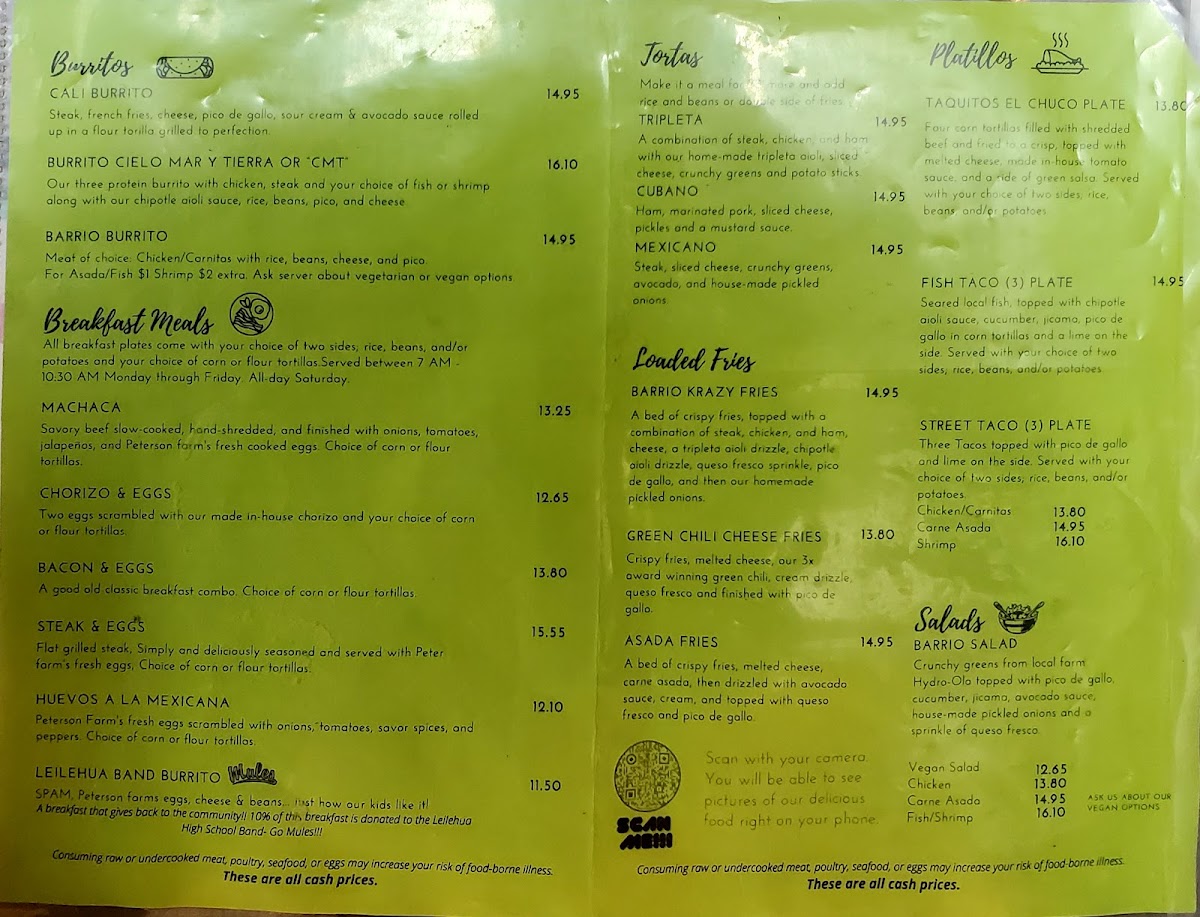 Burritos
CALI BURRITO 14.95
Steak, french fries, cheese, pico de gallo, sour cream & avocado sauce rolled
up in a flour torilla grilled to perfection.
BURRITO CIELO MAR Y TIERRA OR "CMT" 16.10
Our three protein burrito with chicken, steak and your choice of fish or shrimp
along with our chipotle aioli sauce, rice, beans, pico, and cheese
BARRIO BURRITO 14.95
Meat of choice: Chicken/Carnitas with rice, beans, cheese, and pico.
For Asada/Fish $1 Shrimp $2 extra. Ask server about vegetarian or vegan options.
Breakfast Meals
All breakfast plates come with your choice of two sides; rice, beans, and/or
potatoes and your choice of corn or flour tortillas.Served between 7 AM -
10:30 AM Monday through Friday. All-day Saturday.
MACHACA 13.25
Savory beef slow-cooked, hand-shredded, and finished with onions, tomatoes,
jalapeños, and Peterson farm's fresh cooked eggs. Choice of corn or flour
tortillas.
CHORIZO & EGGS 12.65
Two eggs scrambled with our made in-house chorizo and your choice of corn
or flour tortillas.
BACON & EGGS 13.80
A good old classic breakfast combo. Choice of corn or flour tortillas.
STEAK & EGGS 15.55
Flat grilled steak, Simply and deliciously seasoned and served with Peter
farm's fresh eggs, Choice of corn or flour tortillas.
HUEVOS A LA MEXICANA 12.10
Peterson Farm's fresh eggs scrambled with onions, tomatoes, savor spices, and
peppers. Choice of corn or flour tortillas.
LEILEHUA BAND BURRITO Mules 11.50
SPAM, Peterson farms eggs, cheese & beans... just how our kids like it!
A breakfast that gives back to the community!! 10% of this breakfast is donated to the Leilehua
High School Band- Go Mules!!!
Consuming raw or undercooked meat, poultry, seafood, or eggs may increase your risk of food-borne illness.
These are all cash prices.
Tortas
Make it a meal for more and add
rice and beans or double side of fries
TRIPLETA 14.95
A combination of steak, chicken, and ham
with our home-made tripleta aioli, sliced
cheese, crunchy greens and potato sticks.
CUBANO 14.95
Ham, marinated pork, sliced cheese,
pickles and a mustard sauce.
MEXICANO 14.95
Steak, sliced cheese, crunchy greens,
avocado, and house-made pickled
onions
Loaded Fries
BARRIO KRAZY FRIES 14.95
A bed of crispy fries, topped with a
combination of steak, chicken, and ham,
cheese, a tripleta aioli drizzle, chipotle
aioli drizzle, queso fresco sprinkle, pico
de gallo, and then our homemade
pickled onions.
GREEN CHILI CHEESE FRIES 13.80
Crispy fries, melted cheese, our 3x
award winning green chili, cream drizzle,
queso fresco and finished with pico de
gallo.
ASADA FRIES 14.95
A bed of crispy fries, melted cheese,
carne asada, then drizzled with avocado
sauce, cream, and topped with queso
fresco and pico de gallo.
SCAN
ME!!!
Scan with your camera.
You will be able to see
pictures of our delicious
food right on your phone.
Platillos
TAQUITOS EL CHUCO PLATE 13.80
Four corn tortillas filled with shredded
beef and fried to a crisp, topped with
melted cheese, made in-house tomato
sauce, and a side of green salsa. Served
with your choice of two sides, rice,
beans, and/or potatoes.
FISH TACO (3) PLATE 14.95
Seared local fish, topped with chipotle
aioli sauce, cucumber, jicama, pico de
gallo in corn tortillas and a lime on the
side. Served with your choice of two
sides; rice, beans, and/or potatoes.
STREET TACO (3) PLATE
Three Tacos topped with pico de gallo
and lime on the side. Served with your
choice of two sides; rice, beans, and/or
potatoes.
Chicken/Carnitas 13.80
Carne Asada 14.95
Shrimp 16.10
Salads
BARRIO SALAD
Crunchy greens from local farm
Hydro-Ola topped with pico de gallo,
cucumber, jicama, avocado sauce,
house-made pickled onions and a
sprinkle of queso fresco.
Vegan Salad 12.65
Chicken 13.80
Carne Asada 14.95
Fish/Shrimp 16.10
ASK US ABOUT OUR
VEGAN OPTIONS
Consuming raw or undercooked meat, poultry, seafood, or eggs may increase your risk of food-borne illness.
These are all cash prices.